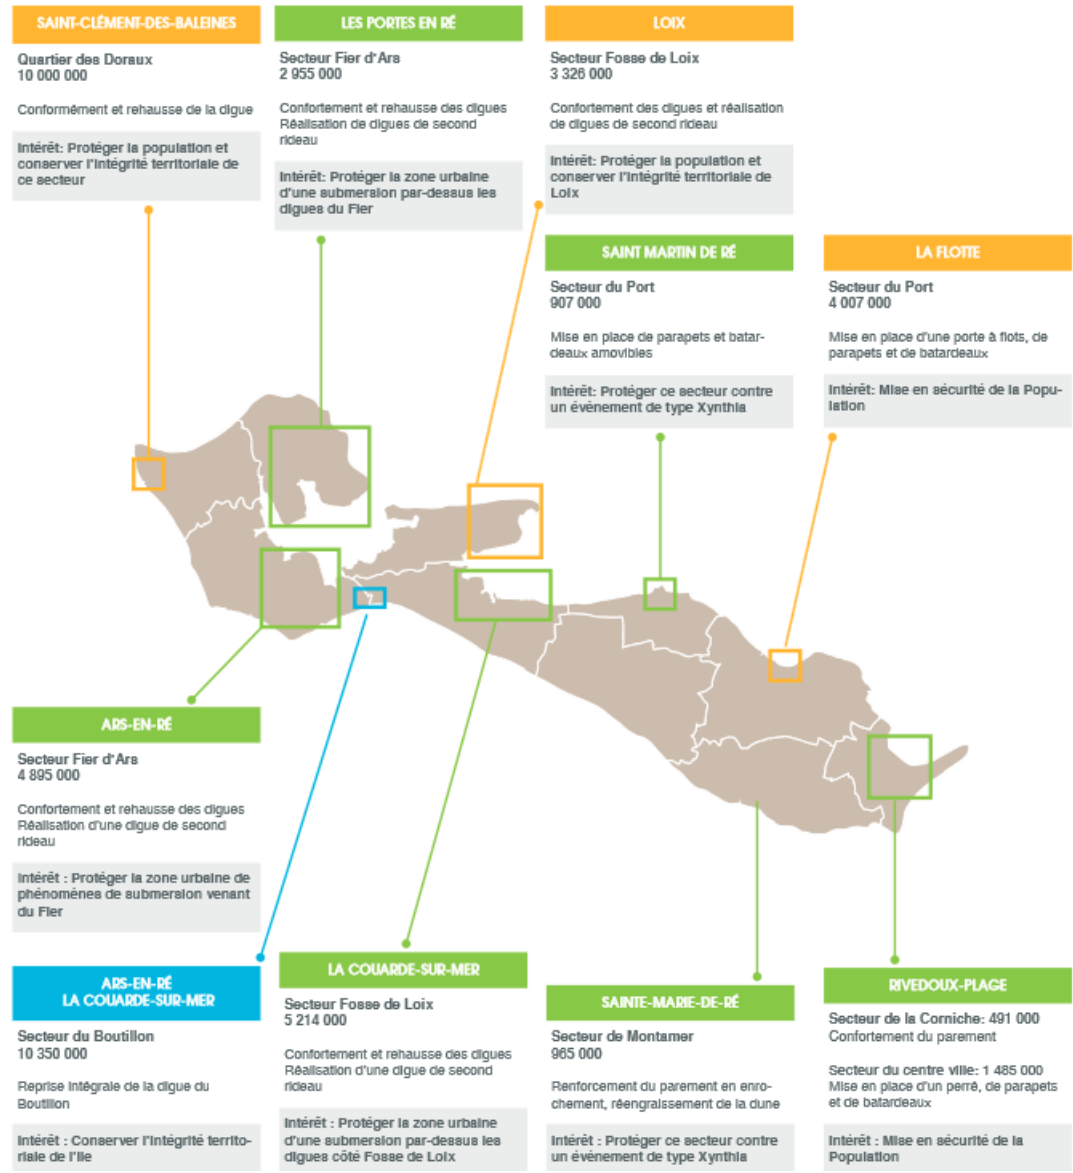 SAINT-CLÉMENT-DES-BALEINES
Quartier des Doraux
10 000 000
Conformément et rehausse de la digue
Intérêt: Protéger la population et
conserver l'intégrité territoriale de
ce secteur
LES PORTES EN RÉ
Secteur Fier d'Ars
2 955 000
Confortement et rehausse des digues
Réalisation de digues de second
rideau
Intérêt: Protéger la zone urbaine
d'une submersion par-dessus les
digues du Fier
LOIX
Secteur Fosse de Loix
3 326 000
Confortement des digues et réalisation
de digues de second rideau
Intérêt: Protéger la population et
conserver l'intégrité territoriale de
Loix
SAINT MARTIN DE RÉ
Secteur du Port
907 000
Mise en place de parapets et batar-
deaux amovibles
Intérêt: Protéger ce secteur contre
un évènement de type Xynthia
LA FLOTTE
Secteur du Port
4 007 000
Mise en place d'une porte à flots, de
parapets et de batardeaux
Intérêt: Mise en sécurité de la Popu-
lation
ARS-EN-RÉ
Secteur Fier d'Ars
4 895 000
Confortement et rehausse des digues
Réalisation d'une digue de second
rideau
Intérêt : Protéger la zone urbaine de
phénomènes de submersion venant
du Fier
ARS-EN-RÉ
LA COUARDE-SUR-MER
Secteur du Boutillon
10 350 000
Reprise intégrale de la digue du
Boutillon
Intérêt : Conserver l'intégrité territo-
riale de l'Ile
LA COUARDE-SUR-MER
Secteur Fosse de Loix
5 214 000
Confortement et rehausse des digues
Réalisation d'une digue de second
rideau
Intérêt : Protéger la zone urbaine
d'une submersion par-dessus les
digues côté Fosse de Loix
SAINTE-MARIE-DE-RÉ
Secteur de Montamer
965 000
Renforcement du parement en enro-
chement, réengraissement de la dune
Intérêt : Protéger ce secteur contre
un évènement de type Xynthia
RIVEDOUX-PLAGE
Secteur de la Corniche: 491 000
Confortement du parement
Secteur du centre ville: 1 485 000
Mise en place d'un perré, de parapets
et de batardeaux
Intérêt : Mise en sécurité de la
Population